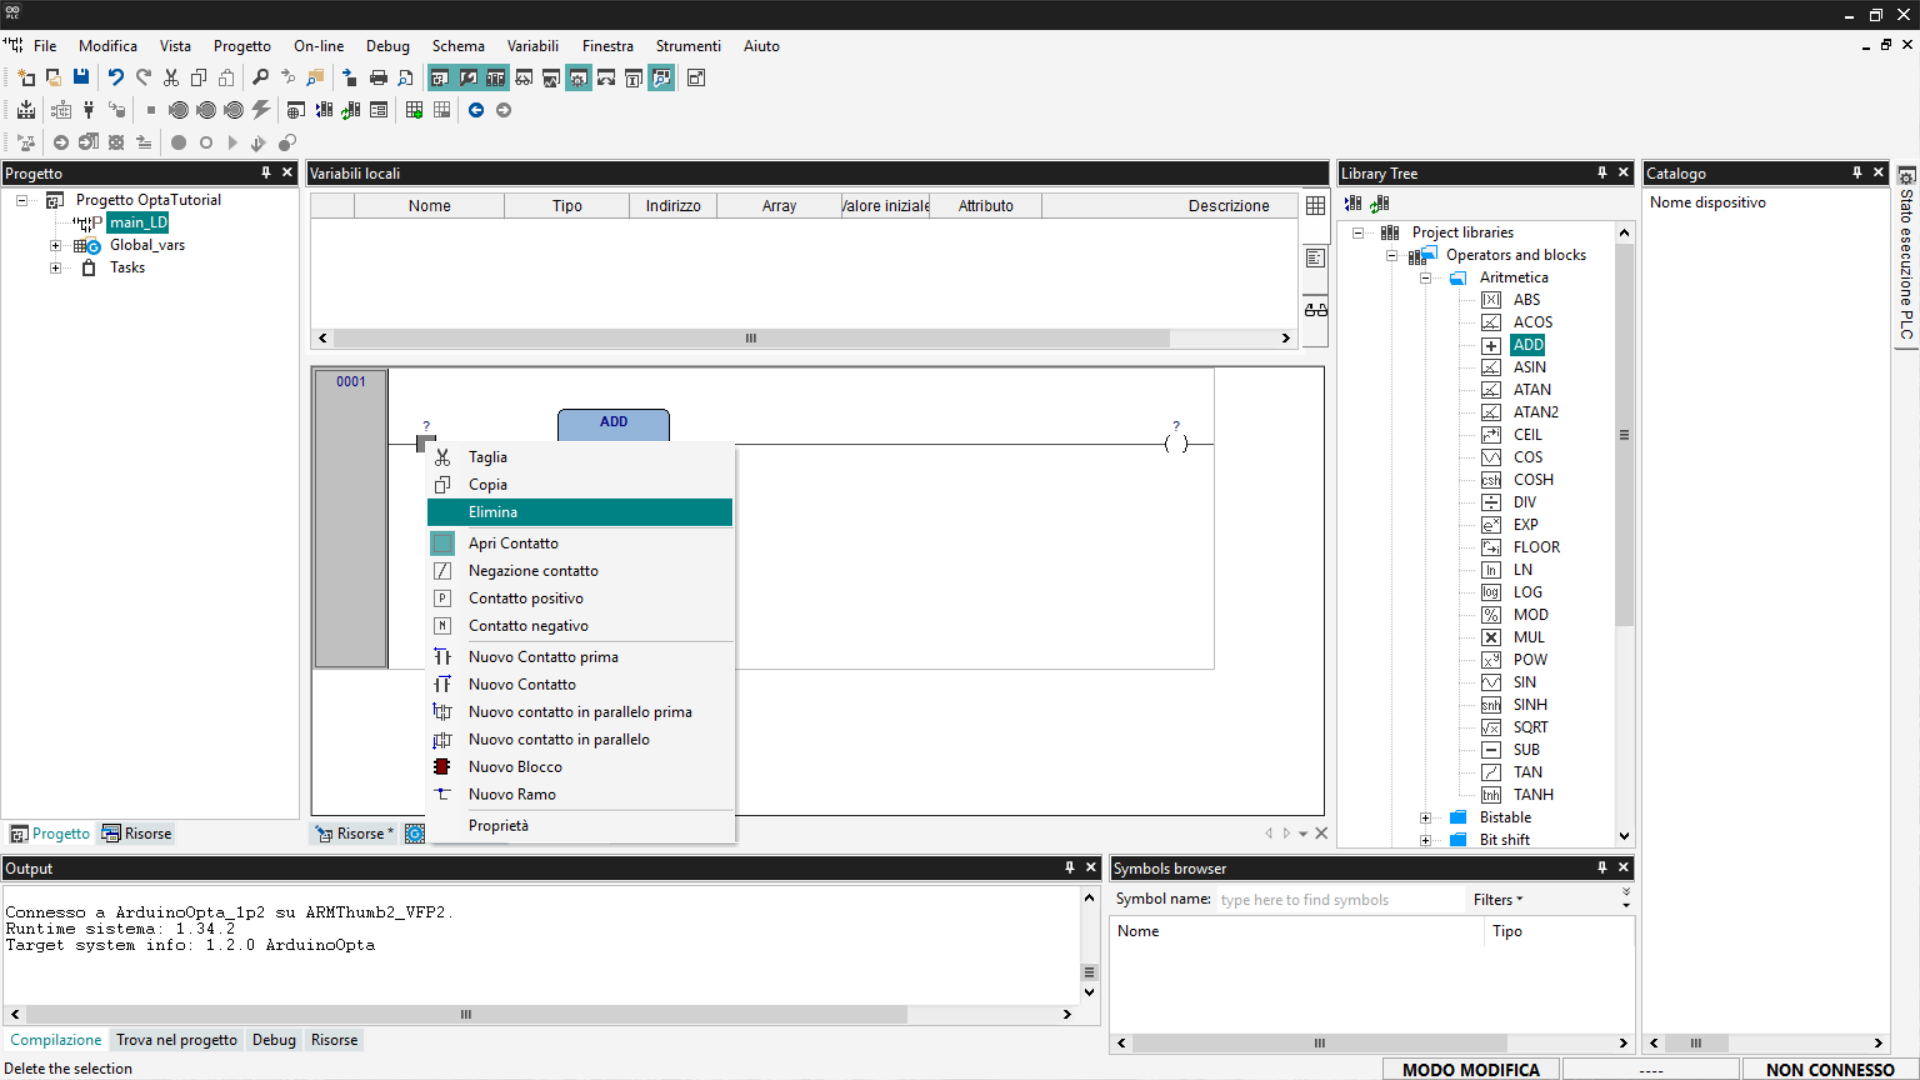 PLC
File Modifica Vista Progetto On-line Debug Schema Variabili Finestra Strumenti Aiuto
Progetto
Progetto OptaTutorial
main_LD
Global_vars
Tasks
Progetto Risorse
Variabili locali
Nome Tipo Indirizzo Array Valore iniziale Attributo Descrizione
0001
?
ADD
?
Taglia
Copia
Elimina
Apri Contatto
Negazione contatto
Contatto positivo
Contatto negativo
Nuovo Contatto prima
Nuovo Contatto
Nuovo contatto in parallelo prima
Nuovo contatto in parallelo
Nuovo Blocco
Nuovo Ramo
Proprietà
Risorse *
Library Tree
Project libraries
Operators and blocks
Aritmetica
ABS
ACOS
ADD
ASIN
ATAN
ATAN2
CEIL
COS
csh COSH
DIV
EXP
FLOOR
ln LN
log LOG
MOD
MUL
POW
SIN
snh SINH
SQRT
SUB
TAN
tnh TANH
Bistable
Bit shift
Catalogo
Nome dispositivo
Stato esecuzione PLC
Output
Connesso a ArduinoOpta_1p2 su ARMThumb2_VFP2.
Runtime sistema: 1.34.2
Target system info: 1.2.0 ArduinoOpta
Compilazione Trova nel progetto Debug Risorse
Symbols browser
Symbol name: type here to find symbols Filters
Nome Tipo
Delete the selection
MODO MODIFICA ---- NON CONNESSO